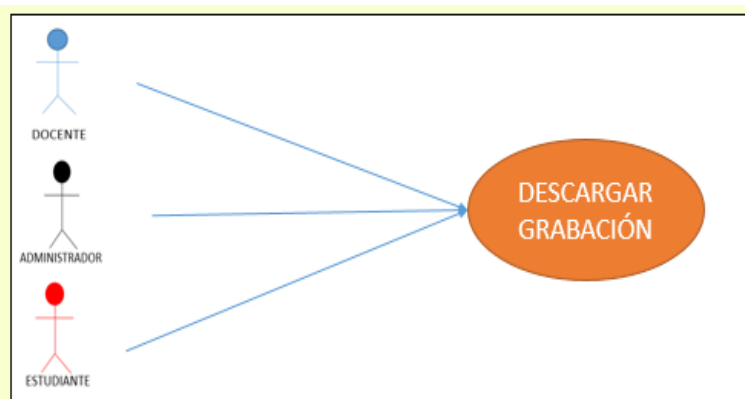 DOCENTE
ADMINISTRADOR
ESTUDIANTE
DESCARGAR
GRABACIÓN